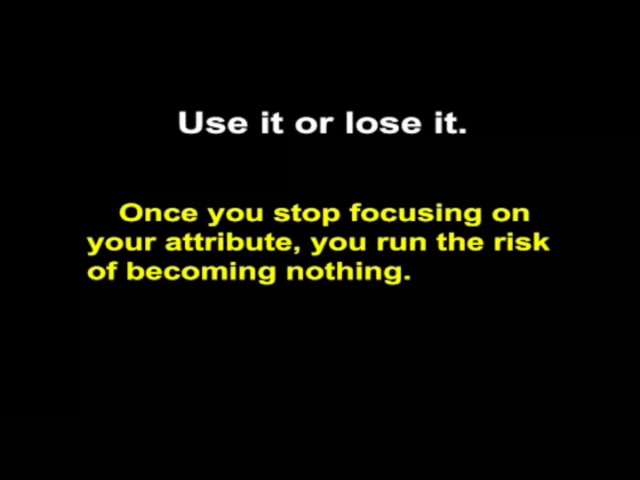 Use it or lose it.
Once you stop focusing on
your attribute, you run the risk
of becoming nothing.